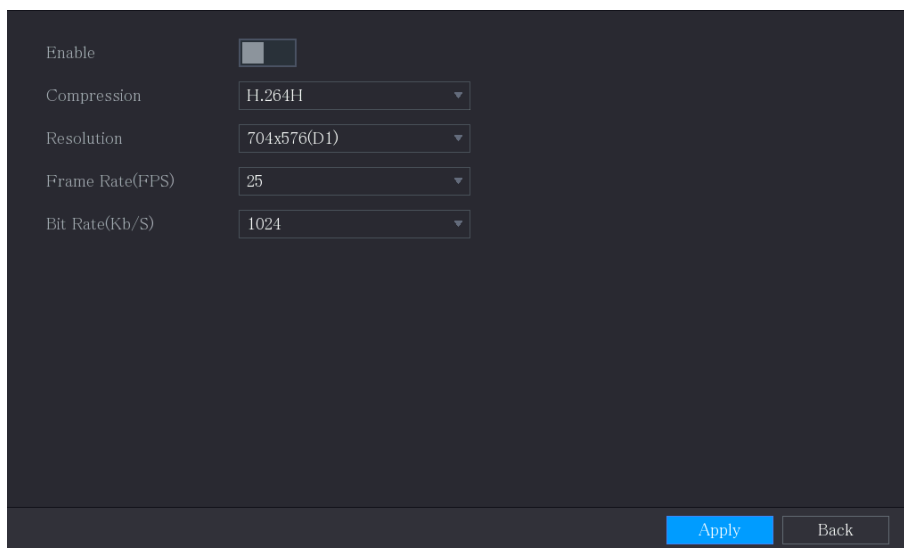 Enable
Compression H.264H
Resolution 704x576(D1)
Frame Rate(FPS) 25
Bit Rate(Kb/S) 1024
Apply Back